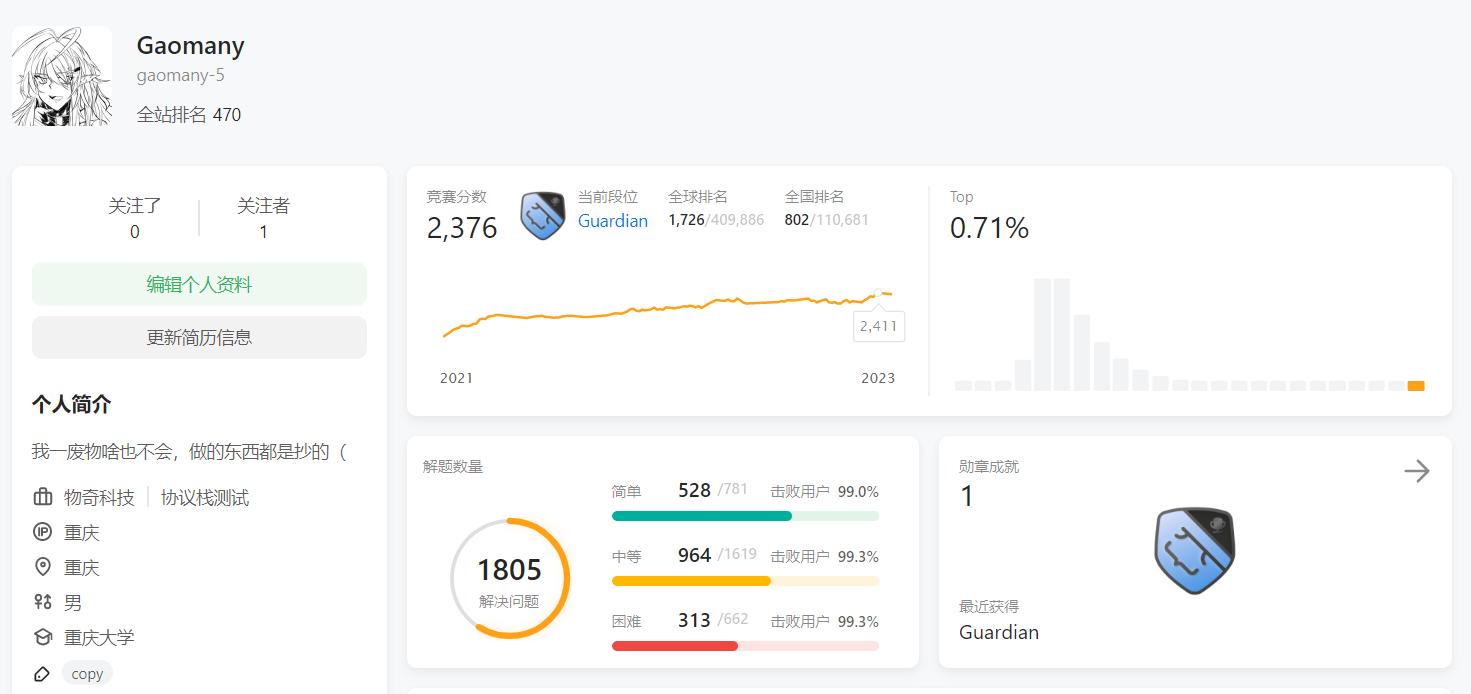 Gaomany
gaomany-5
全站排名 470
关注了
0
关注者
1
编辑个人资料
更新简历信息
个人简介
我一废物啥也不会，做的东西都是抄的（
物奇科技 协议栈测试
重庆
重庆
男
重庆大学
copy
竞赛分数
2,376
当前段位
Guardian
全球排名
1,726/409,886
全国排名
802/110,681
2,411
2021 2023
Top
0.71%
解题数量
1805
解决问题
简单 528 /781 击败用户 99.0%
中等 964 /1619 击败用户 99.3%
困难 313 /662 击败用户 99.3%
勋章成就
1
最近获得
Guardian